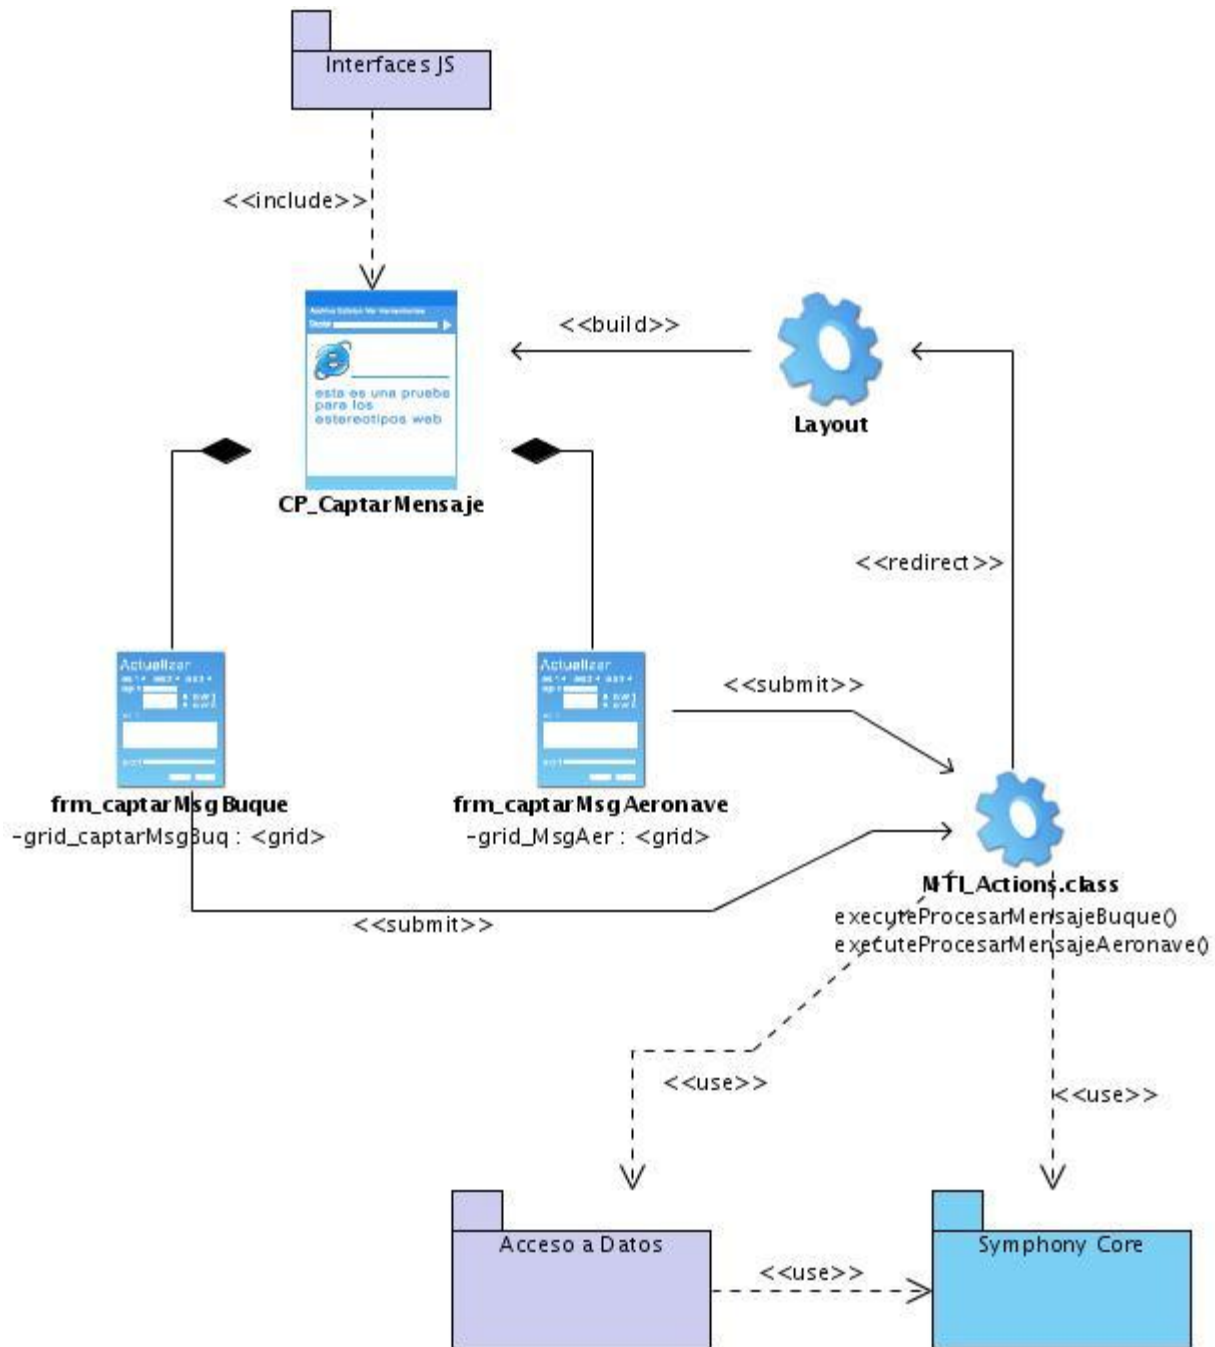 Interfaces JS
<<include>>
<<build>>
esta es una prueba
para los
estereotipos web
Layout
CP_CaptarMensaje
<<redirect>>
Actualizar
Actualizar
<<submit>>
frm_captarMsgBuque
-grid_captarMsgBuq : <grid>
frm_captarMsgAeronave
-grid_MsgAer : <grid>
MTI_Actions.class
executeProcesarMensajeBuque()
executeProcesarMensajeAeronave()
<<submit>>
<<use>>
<<use>>
Acceso a Datos
<<use>>
Symphony Core